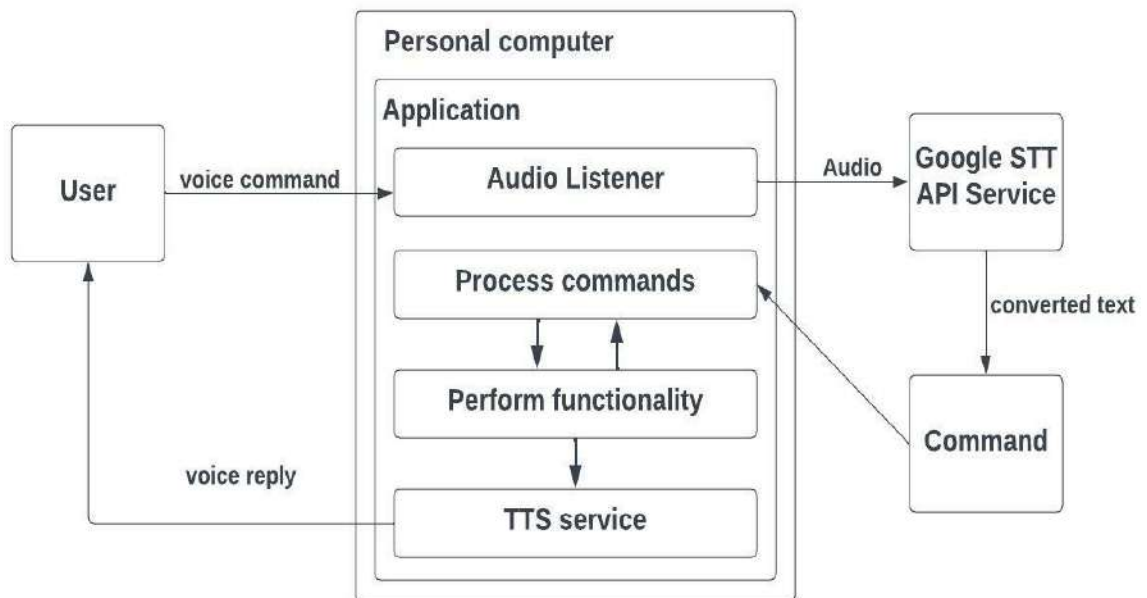 Personal computer
Application
User
voice command
Audio Listener
Audio
Google STT
API Service
Process commands
converted text
Perform functionality
Command
voice reply
TTS service